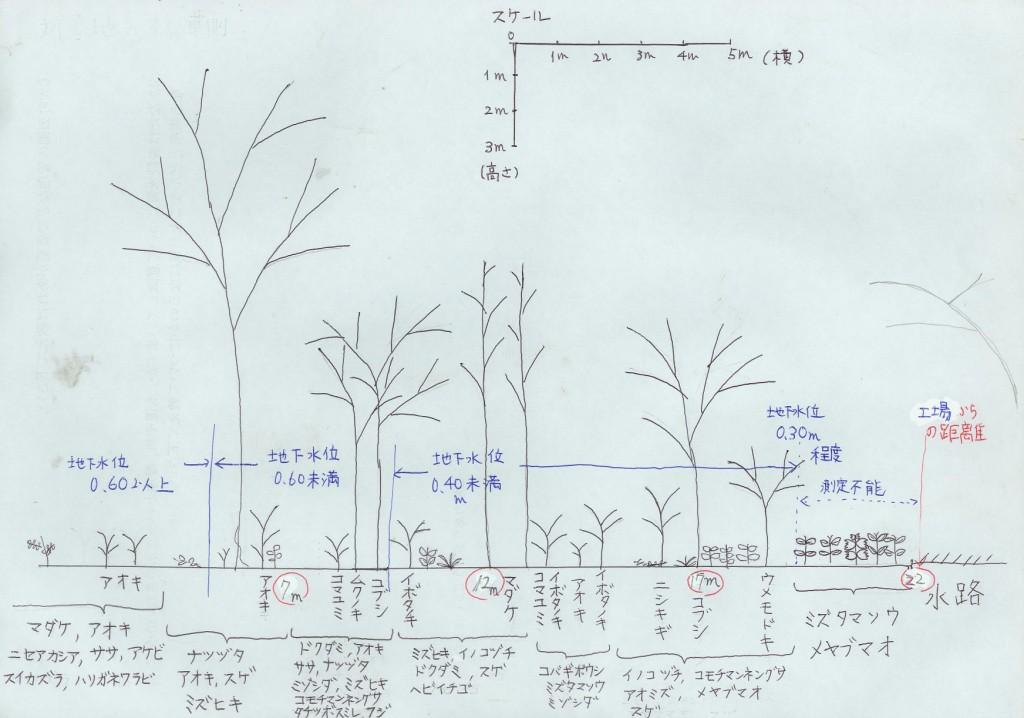 スケール
0
1m 2m 3m 4m 5m (横)
1m
2m
3m
(高さ)
地下水位
0.60以上
地下水位
0.60未満
地下水位
0.40未満
m
地下水位
0.30m
程度
測定不能
工場から
の距離
アオキ
アオキ
7m
コマユミ
ムクノキ
コブシ
イボタノキ
12m
マダケ
コマユミ
イボタノキ
アオキ
イボタノキ
ニシキギ
17m
コブシ
ウメモドキ
22
水路
マダケ, アオキ
ニセアカシア, ササ, アケビ
スイカズラ, ハリガネワラビ
ナツヅタ
アオキ, スゲ
ミズヒキ
ドクダミ, アオキ
ササ, ナツヅタ
ミゾシダ, ミズヒキ
コモチマンネングサ
タチツボスミレ, フジ
ミズヒキ, イノコヅチ
ドクダミ, スゲ
ヘビイチゴ
コバギボウシ
ミズタマソウ
ミゾシダ
イノコヅチ, コモチマンネングサ
アオミズ, メヤブマオ
スゲ
ミズタマソウ
メヤブマオ